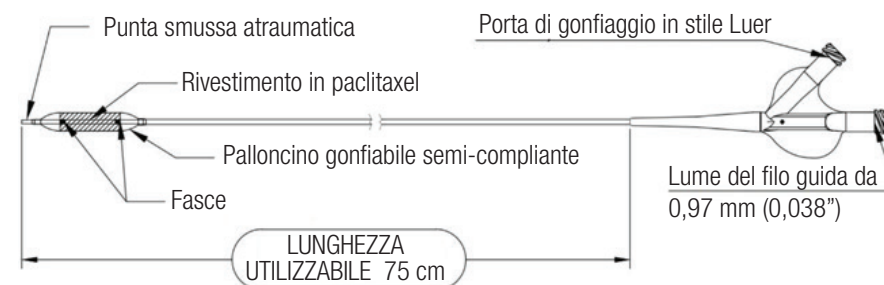 Punta smussa atraumatica
Porta di gonfiaggio in stile Luer
Rivestimento in paclitaxel
Palloncino gonfiabile semi-compliante
Fasce
Lume del filo guida da
0,97 mm (0,038”)
LUNGHEZZA
UTILIZZABILE 75 cm